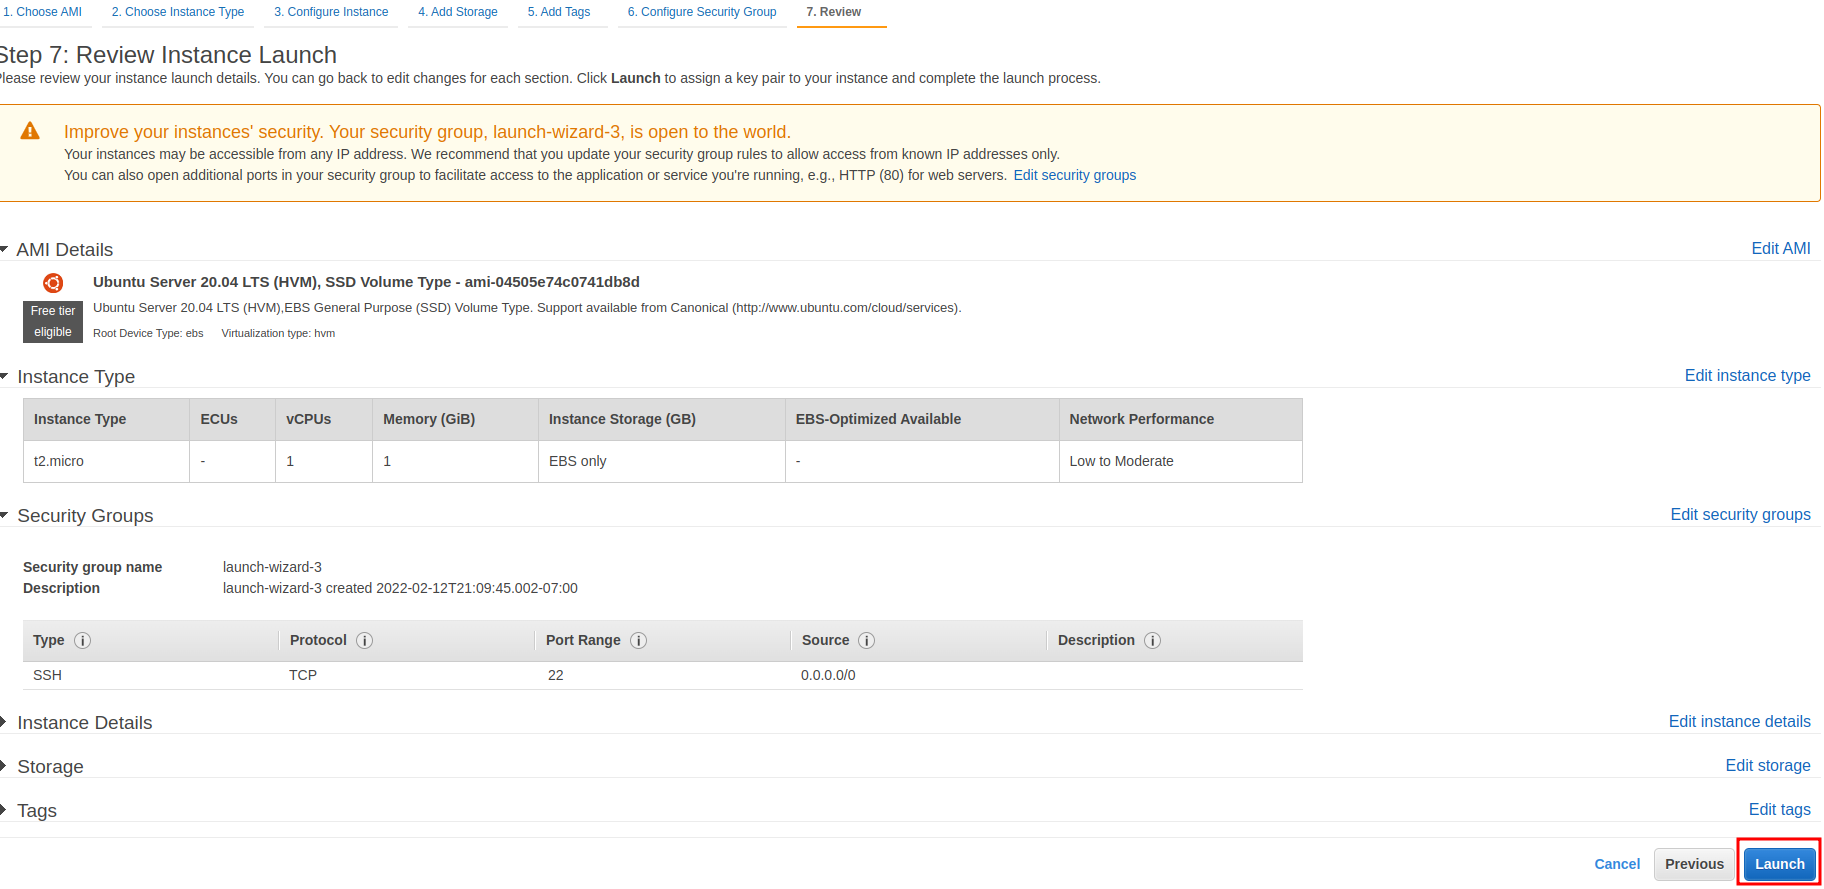 1. Choose AMI 2. Choose Instance Type 3. Configure Instance 4. Add Storage 5. Add Tags 6. Configure Security Group 7. Review
Step 7: Review Instance Launch
Please review your instance launch details. You can go back to edit changes for each section. Click Launch to assign a key pair to your instance and complete the launch process.
Improve your instances' security. Your security group, launch-wizard-3, is open to the world.
Your instances may be accessible from any IP address. We recommend that you update your security group rules to allow access from known IP addresses only.
You can also open additional ports in your security group to facilitate access to the application or service you're running, e.g., HTTP (80) for web servers. Edit security groups
AMI Details Edit AMI
Ubuntu Server 20.04 LTS (HVM), SSD Volume Type - ami-04505e74c0741db8d
Free tier eligible
Ubuntu Server 20.04 LTS (HVM),EBS General Purpose (SSD) Volume Type. Support available from Canonical (http://www.ubuntu.com/cloud/services).
Root Device Type: ebs Virtualization type: hvm
Instance Type Edit instance type
Instance Type ECUs vCPUs Memory (GiB) Instance Storage (GB) EBS-Optimized Available Network Performance
t2.micro - 1 1 EBS only - Low to Moderate
Security Groups Edit security groups
Security group name launch-wizard-3
Description launch-wizard-3 created 2022-02-12T21:09:45.002-07:00
Type i Protocol i Port Range i Source i Description i
SSH TCP 22 0.0.0.0/0
Instance Details Edit instance details
Storage Edit storage
Tags Edit tags
Cancel Previous Launch